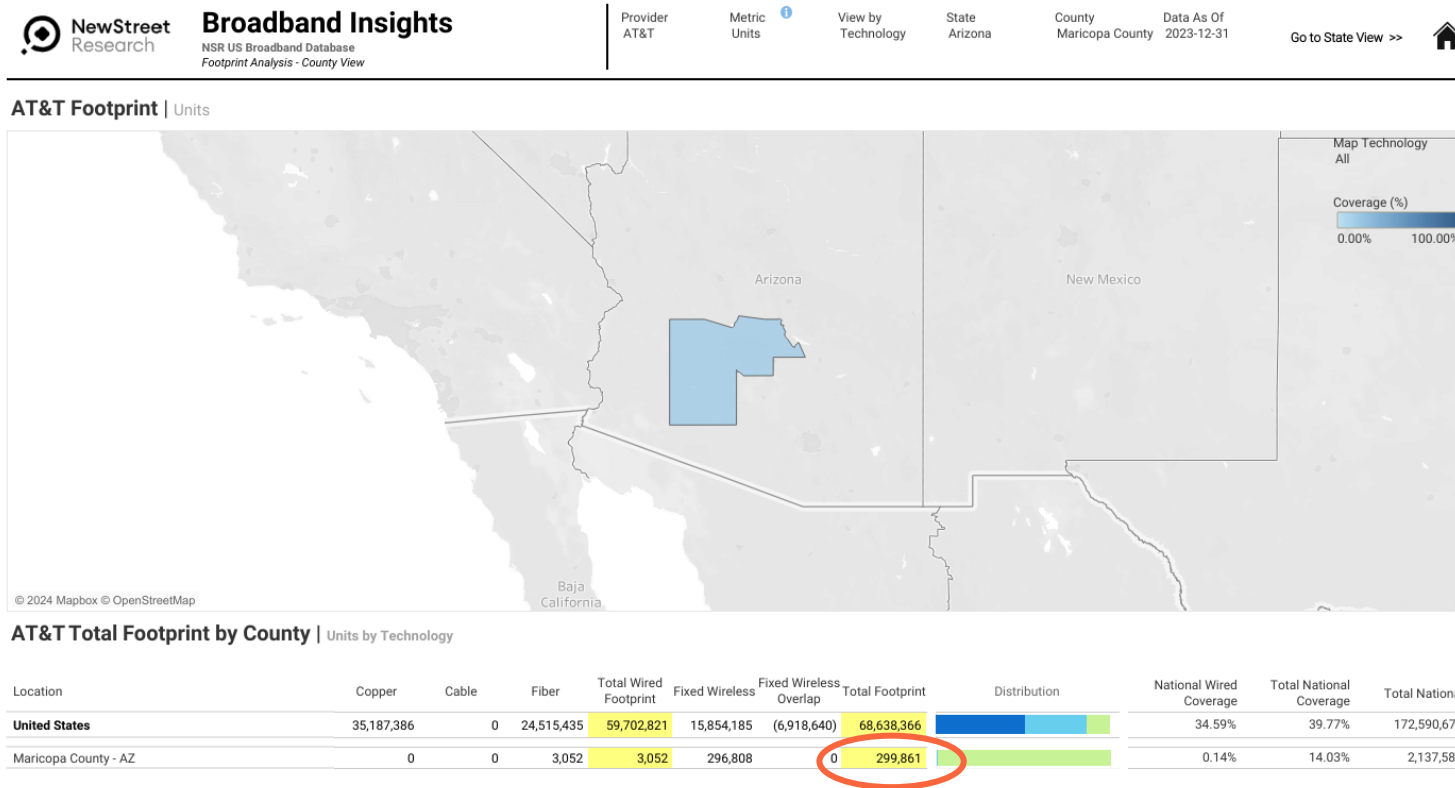 NewStreet
Research
Broadband Insights
NSR US Broadband Database
Footprint Analysis - County View
Provider
AT&T
Metric
Units
View by
Technology
State
Arizona
County
Maricopa County
Data As Of
2023-12-31
Go to State View >>
AT&T Footprint | Units
Map Technology
All
Coverage (%)
0.00% 100.00%
Arizona
New Mexico
Baja
California
© 2024 Mapbox © OpenStreetMap
AT&T Total Footprint by County | Units by Technology
Location Copper Cable Fiber Total Wired Footprint Fixed Wireless Fixed Wireless Overlap Total Footprint Distribution National Wired Coverage Total National Coverage Total Nationa
United States 35,187,386 0 24,515,435 59,702,821 15,854,185 (6,918,640) 68,638,366 34.59% 39.77% 172,590,67
Maricopa County - AZ 0 0 3,052 3,052 296,808 0 299,861 0.14% 14.03% 2,137,58